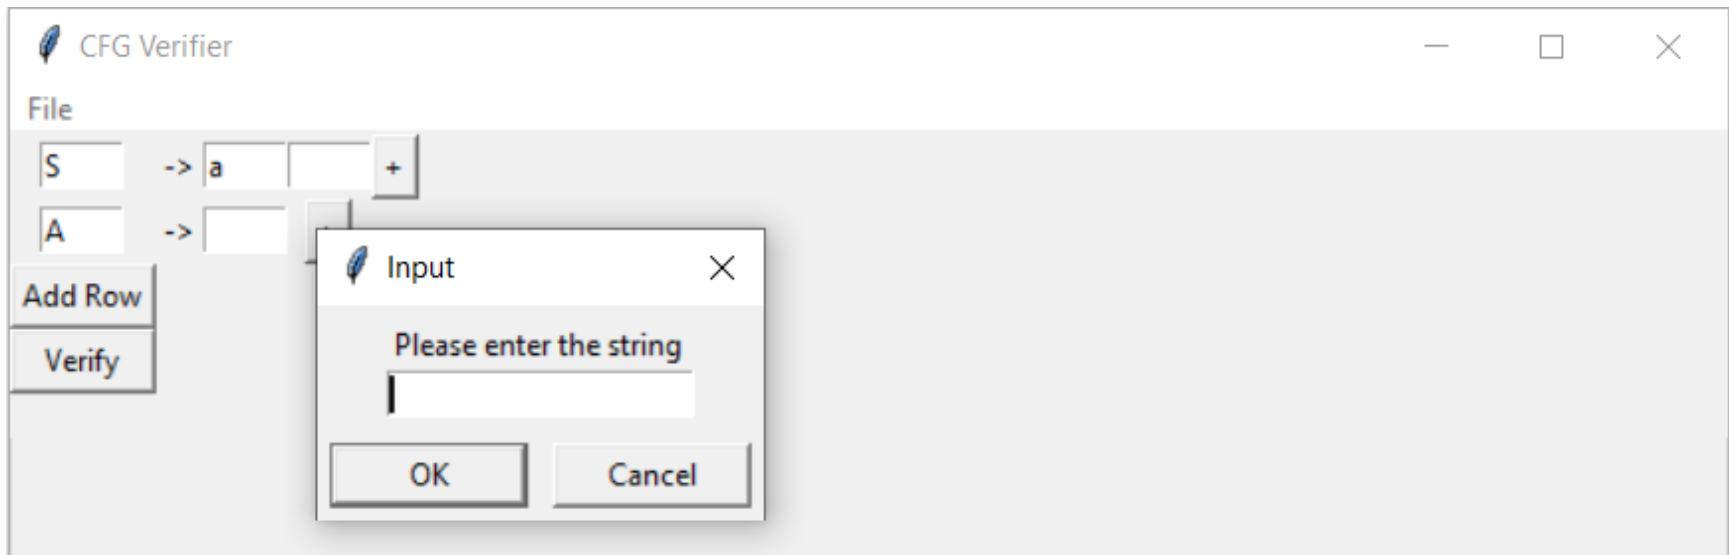 CFG Verifier
File
S -> a +
A ->
Input
Add Row
Please enter the string
Verify
OK Cancel